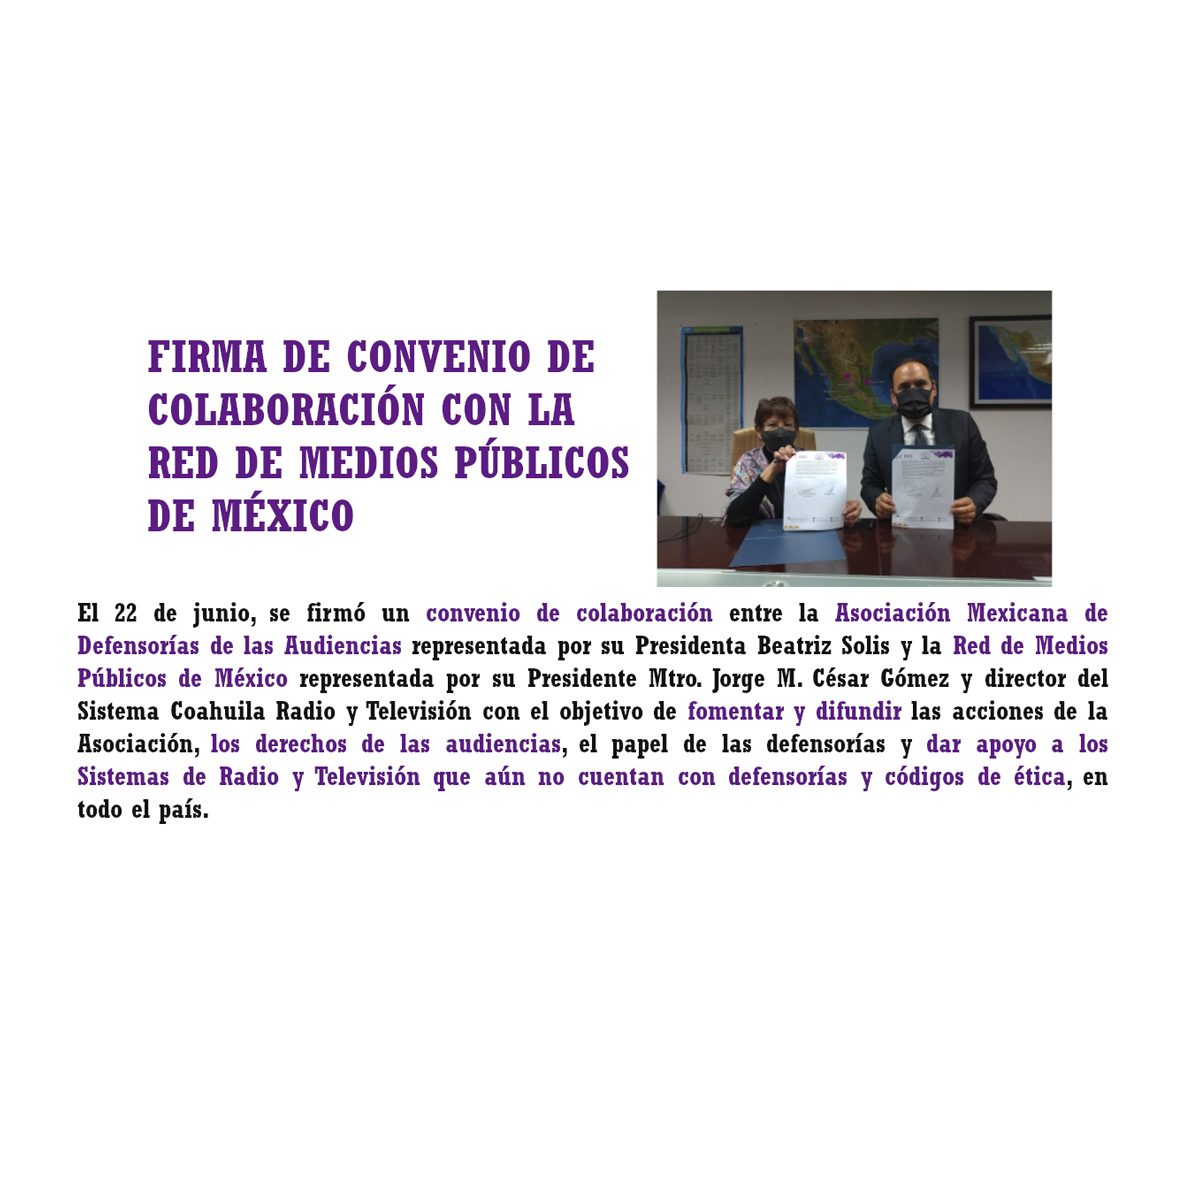 FIRMA DE CONVENIO DE
COLABORACIÓN CON LA
RED DE MEDIOS PÚBLICOS
DE MÉXICO
El 22 de junio, se firmó un convenio de colaboración entre la Asociación Mexicana de
Defensorías de las Audiencias representada por su Presidenta Beatriz Solis y la Red de Medios
Públicos de México representada por su Presidente Mtro. Jorge M. César Gómez y director del
Sistema Coahuila Radio y Televisión con el objetivo de fomentar y difundir las acciones de la
Asociación, los derechos de las audiencias, el papel de las defensorías y dar apoyo a los
Sistemas de Radio y Televisión que aún no cuentan con defensorías y códigos de ética, en
todo el país.